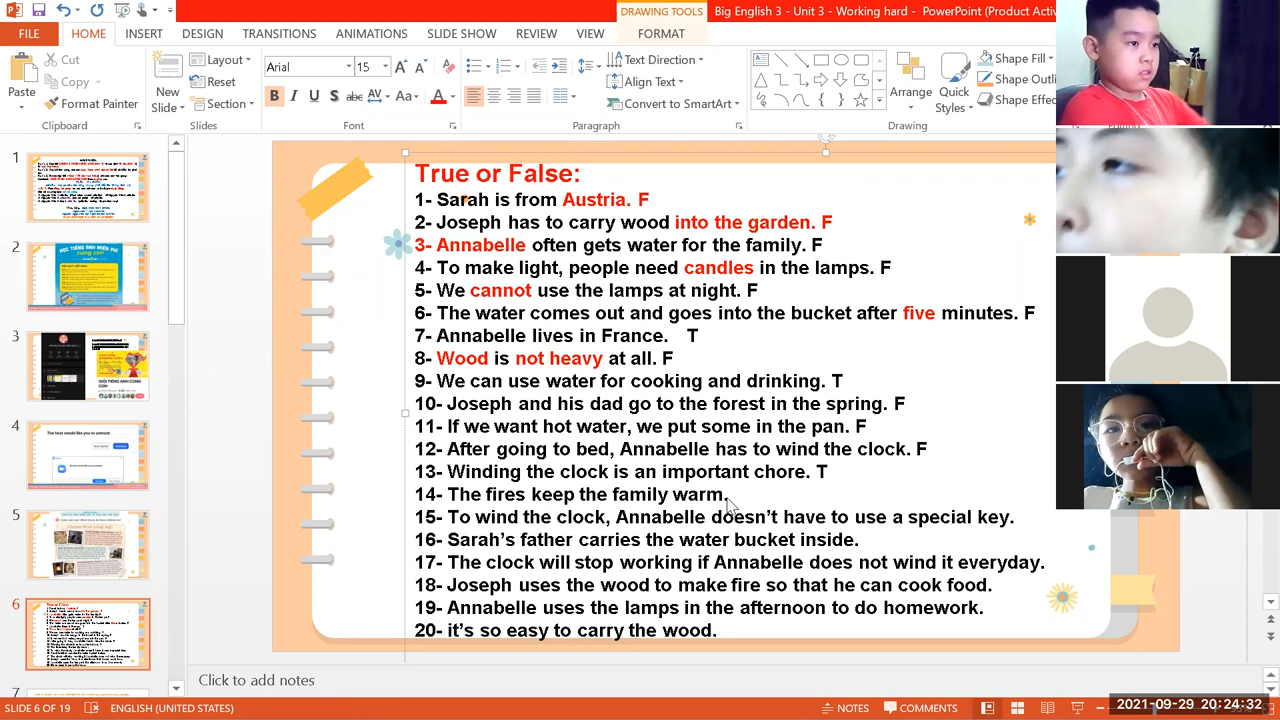 DRAWING TOOLS
Big English 3 - Unit 3 - Working hard - PowerPoint (Product Activ
FILE HOME INSERT DESIGN TRANSITIONS ANIMATIONS SLIDE SHOW REVIEW VIEW FORMAT
Paste
Cut
Copy
Format Painter
Clipboard
New
Slide
Layout
Reset
Section
Slides
Arial 15
B I U S abc AV Aa A
Font
Text Direction
Align Text
Convert to SmartArt
Paragraph
Arrange
Quick
Styles
Shape Fill
Shape Outli
Shape Effec
Drawing
1
2
3
4
5
6
7
True or False:
1- Sarah is from Austria. F
2- Joseph has to carry wood into the garden. F
3- Annabelle often gets water for the family. F
4- To make light, people need candles in the lamps. F
5- We cannot use the lamps at night. F
6- The water comes out and goes into the bucket after five minutes. F
7- Annabelle lives in France. T
8- Wood is not heavy at all. F
9- We can use water for cooking and drinking. T
10- Joseph and his dad go to the forest in the spring. F
11- If we want hot water, we put some in the pan. F
12- After going to bed, Annabelle has to wind the clock. F
13- Winding the clock is an important chore. T
14- The fires keep the family warm.
15- To wind the clock, Annabelle doesn't have to use a special key.
16- Sarah's father carries the water bucket inside.
17- The clock will stop working if Annabelle does not wind it everyday.
18- Joseph uses the wood to make fire so that he can cook food.
19- Annabelle uses the lamps in the afternoon to do homework.
20- it's so easy to carry the wood.
Click to add notes
SLIDE 6 OF 19 ENGLISH (UNITED STATES) NOTES COMMENTS
2021-09-29 20:24:32